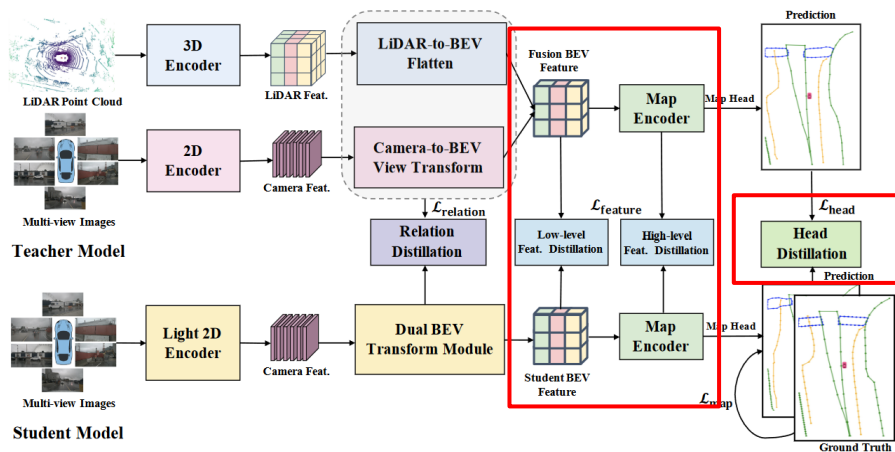 LiDAR Point Cloud
3D
Encoder
LiDAR Feat.
LiDAR-to-BEV
Flatten
Fusion BEV
Feature
Map
Encoder
Map Head
Prediction
Multi-view Images
Teacher Model
2D
Encoder
Camera Feat.
Camera-to-BEV
View Transform
ℒrelation
Relation
Distillation
ℒfeature
Low-level
Feat. Distillation
High-level
Feat. Distillation
ℒhead
Head
Distillation
Prediction
Multi-view Images
Student Model
Light 2D
Encoder
Camera Feat.
Dual BEV
Transform Module
Student BEV
Feature
Map
Encoder
Map Head
ℒmap
Ground Truth